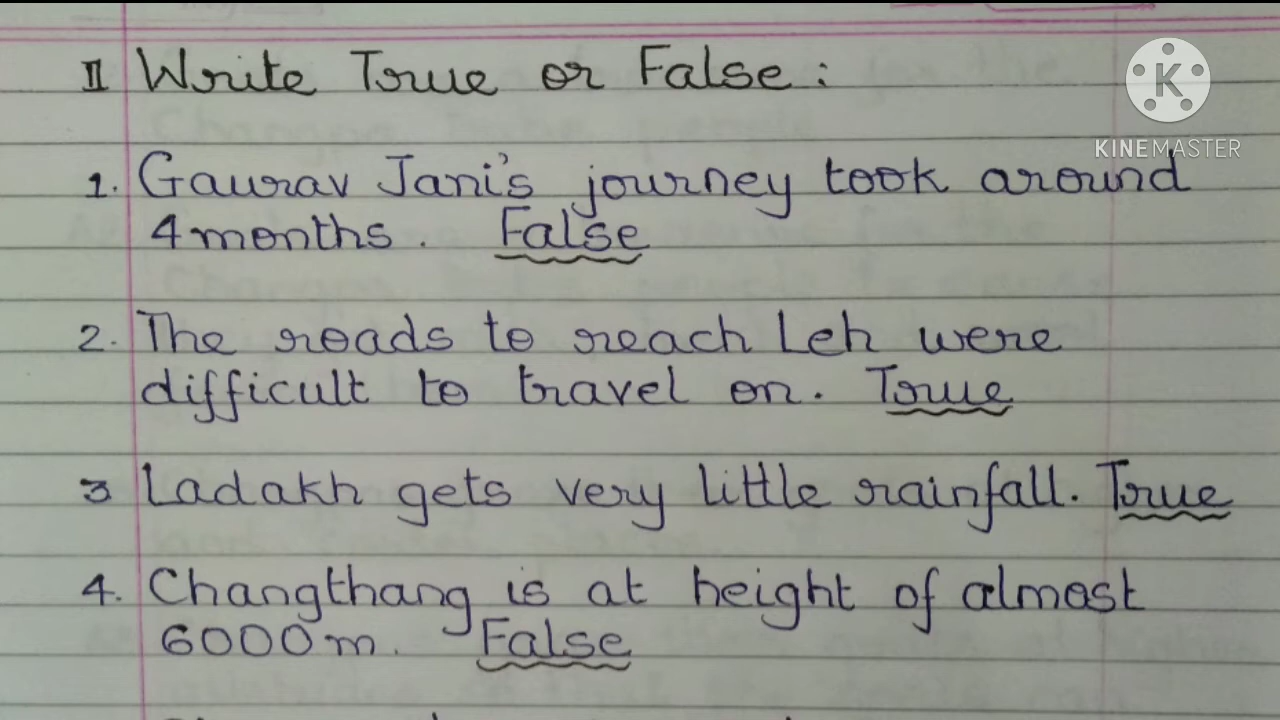 II Write True or False :
KINEMASTER
1. Gaurav Jani's journey took around
4 months. False
2. The roads to reach Leh were
difficult to travel on. True
3 Ladakh gets very little rainfall. True
4. Changthang is at height of almost
6000 m. False